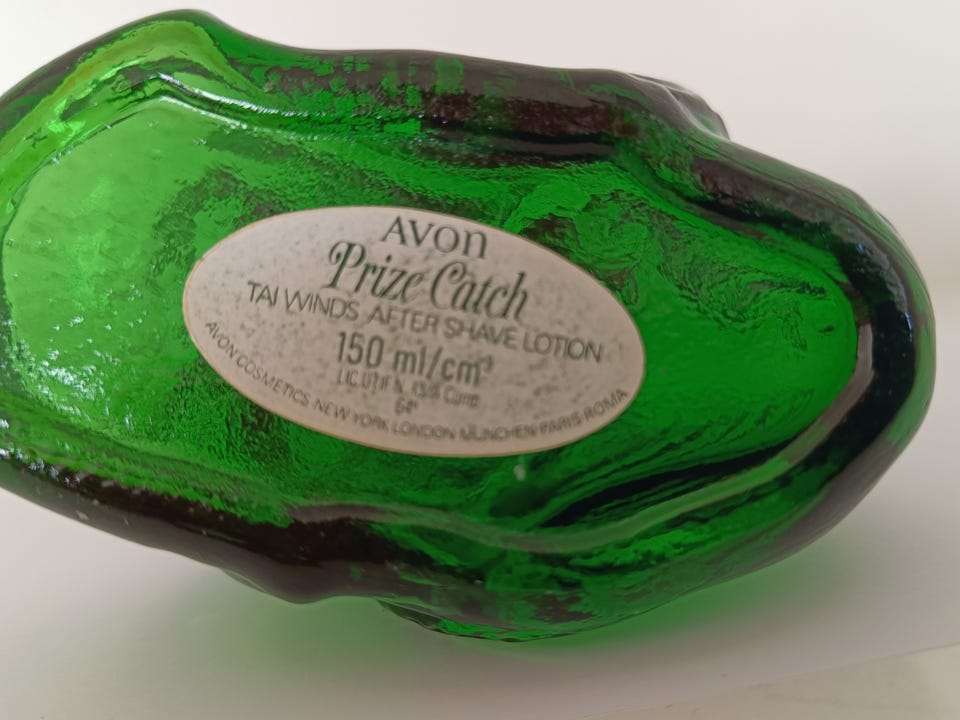 AVON
Prize Catch
TAI WINDS AFTER SHAVE LOTION
150 ml/cm³
64°
AVON COSMETICS NEW YORK LONDON MÜNCHEN PARIS ROMA